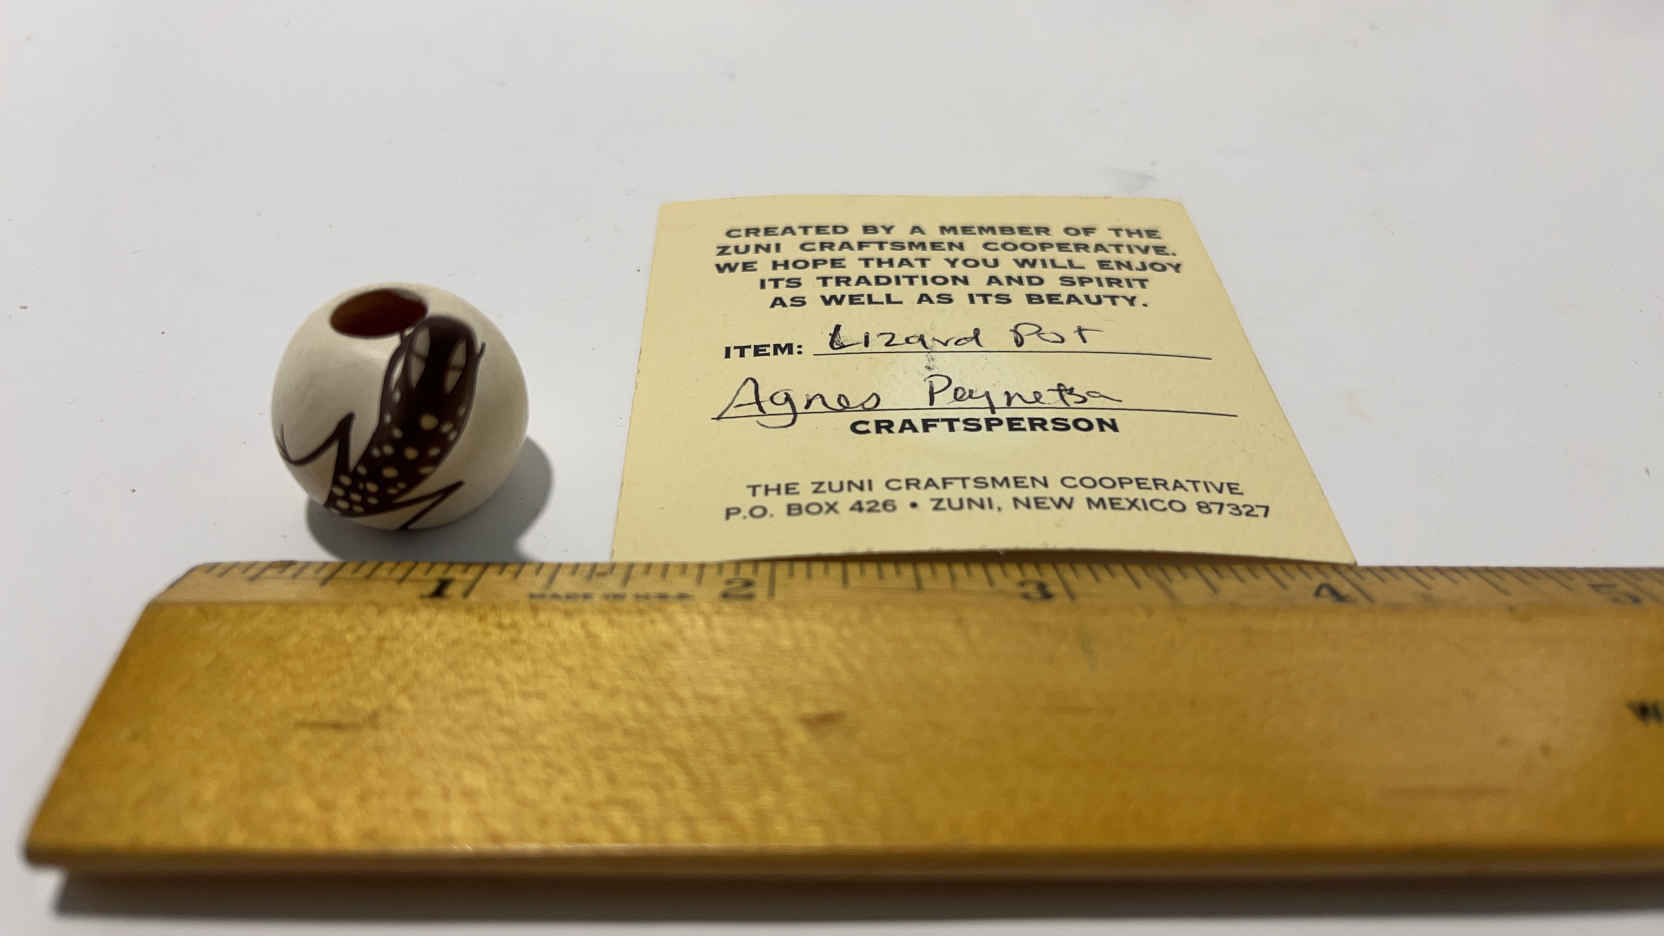 CREATED BY A MEMBER OF THE
ZUNI CRAFTSMEN COOPERATIVE.
WE HOPE THAT YOU WILL ENJOY
ITS TRADITION AND SPIRIT
AS WELL AS ITS BEAUTY.
ITEM: Lizard Pot
Agnes Peynetsa
CRAFTSPERSON
THE ZUNI CRAFTSMEN COOPERATIVE
P.O. BOX 426 • ZUNI, NEW MEXICO 87327
1 2 3 4 5
MADE IN U.S.A.
W